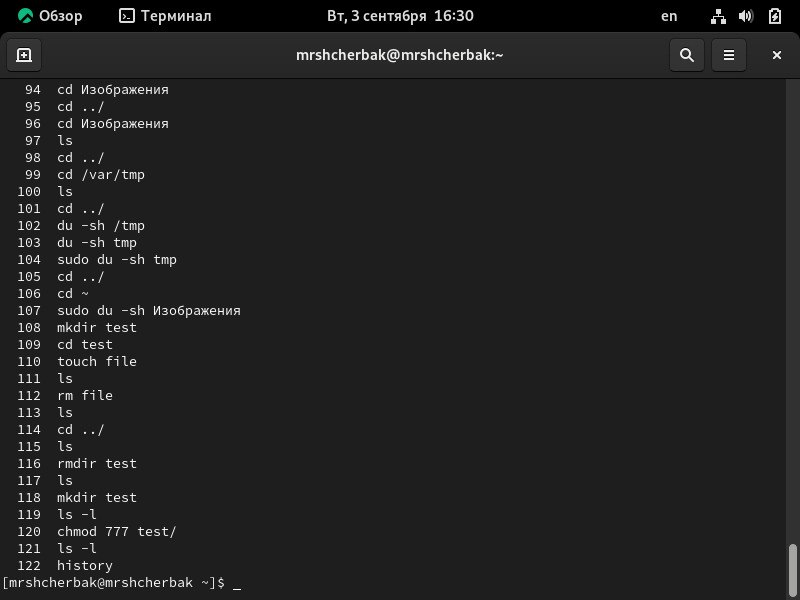 Обзор Терминал Вт, 3 сентября 16:30 en
mrshcherbak@mrshcherbak:~
94 cd Изображения
95 cd ../
96 cd Изображения
97 ls
98 cd ../
99 cd /var/tmp
100 ls
101 cd ../
102 du -sh /tmp
103 du -sh tmp
104 sudo du -sh tmp
105 cd ../
106 cd ~
107 sudo du -sh Изображения
108 mkdir test
109 cd test
110 touch file
111 ls
112 rm file
113 ls
114 cd ../
115 ls
116 rmdir test
117 ls
118 mkdir test
119 ls -l
120 chmod 777 test/
121 ls -l
122 history
[mrshcherbak@mrshcherbak ~]$ _